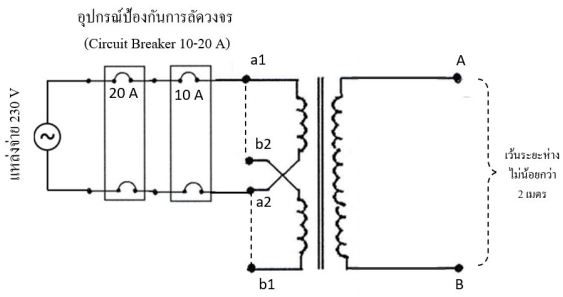 อุปกรณ์ป้องกันการลัดวงจร
(Circuit Breaker 10-20 A)
แหล่งจ่าย 230 V
20 A
10 A
a1
b2
a2
b1
A
B
เว้นระยะห่าง
ไม่น้อยกว่า
2 เมตร